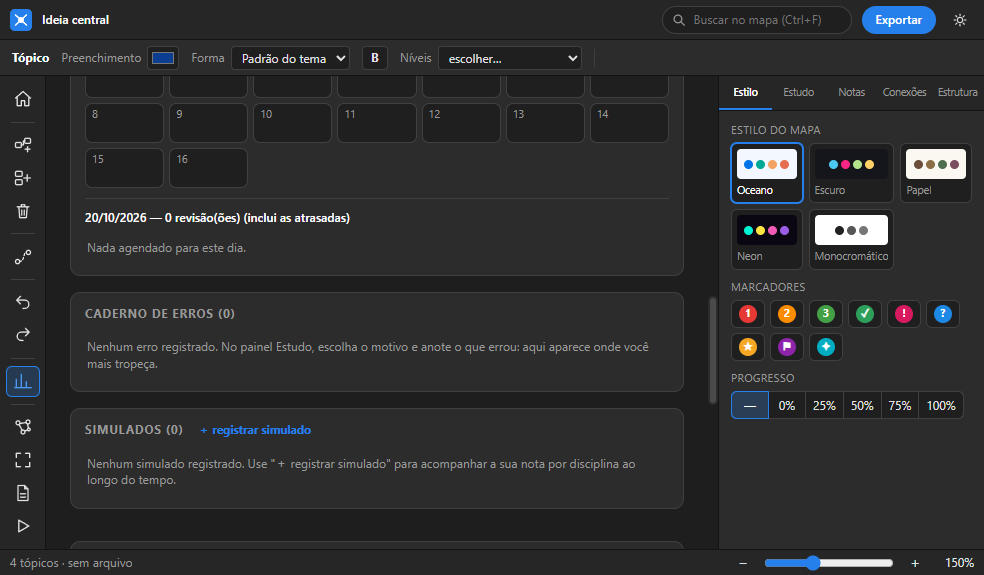 Ideia central
Buscar no mapa (Ctrl+F)
Exportar
Tópico
Preenchimento
Forma
Padrão do tema
B
Níveis
escolher...
8
9
10
11
12
13
14
15
16
20/10/2026 — 0 revisão(ões) (inclui as atrasadas)
Nada agendado para este dia.
CADERNO DE ERROS (0)
Nenhum erro registrado. No painel Estudo, escolha o motivo e anote o que errou: aqui aparece onde você
mais tropeça.
SIMULADOS (0)
+ registrar simulado
Nenhum simulado registrado. Use "+ registrar simulado" para acompanhar a sua nota por disciplina ao
longo do tempo.
Estilo
Estudo
Notas
Conexões
Estrutura
ESTILO DO MAPA
Oceano
Escuro
Papel
Neon
Monocromático
MARCADORES
1
2
3
!
?
PROGRESSO
—
0%
25%
50%
75%
100%
4 tópicos · sem arquivo
−
+
150%